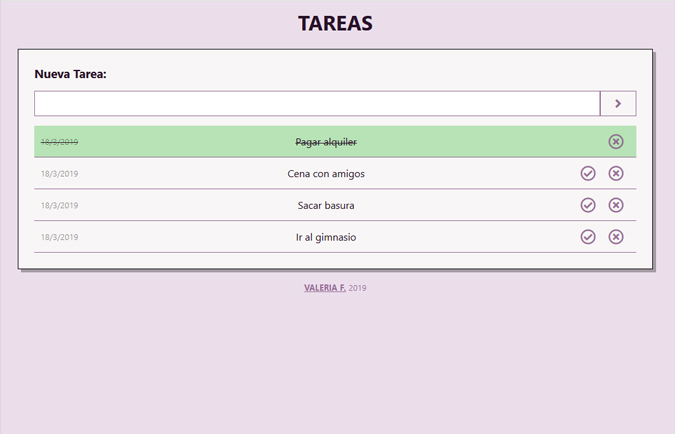 TAREAS
Nueva Tarea:
18/3/2019 Pagar alquiler
18/3/2019 Cena con amigos
18/3/2019 Sacar basura
18/3/2019 Ir al gimnasio
VALERIA F. 2019